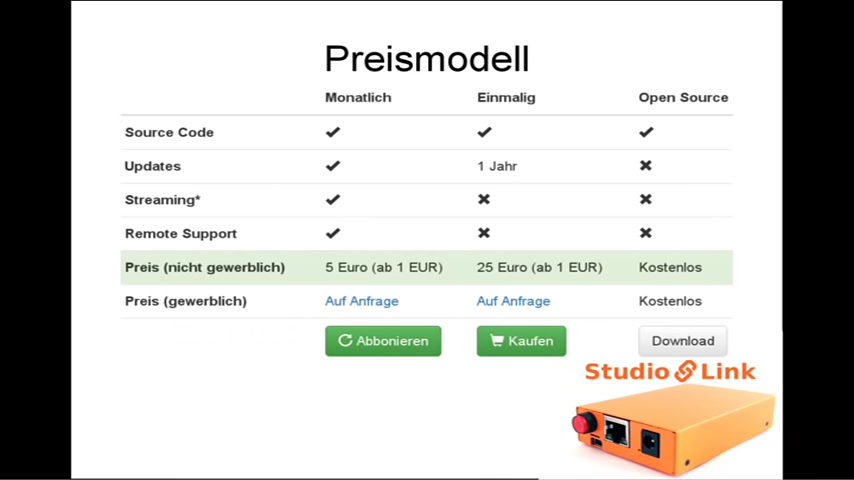 Preismodell
Monatlich Einmalig Open Source
Source Code ✔ ✔ ✔
Updates ✔ 1 Jahr ✖
Streaming* ✔ ✖ ✖
Remote Support ✔ ✖ ✖
Preis (nicht gewerblich) 5 Euro (ab 1 EUR) 25 Euro (ab 1 EUR) Kostenlos
Preis (gewerblich) Auf Anfrage Auf Anfrage Kostenlos
Abbonieren Kaufen Download
Studio Link